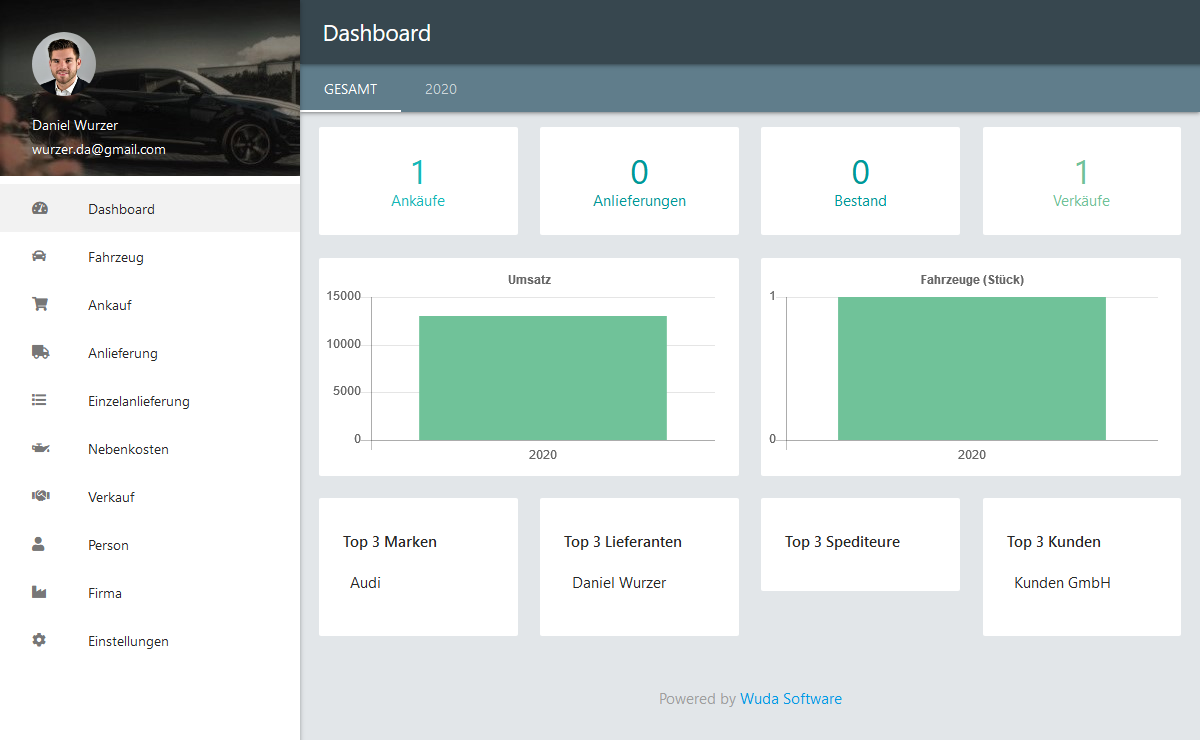 Daniel Wurzer
wurzer.da@gmail.com
Dashboard
Fahrzeug
Ankauf
Anlieferung
Einzelanlieferung
Nebenkosten
Verkauf
Person
Firma
Einstellungen
Dashboard
GESAMT 2020
1
Ankäufe
0
Anlieferungen
0
Bestand
1
Verkäufe
Umsatz
15000
10000
5000
0
2020
Fahrzeuge (Stück)
1
0
2020
Top 3 Marken
Audi
Top 3 Lieferanten
Daniel Wurzer
Top 3 Spediteure
Top 3 Kunden
Kunden GmbH
Powered by Wuda Software